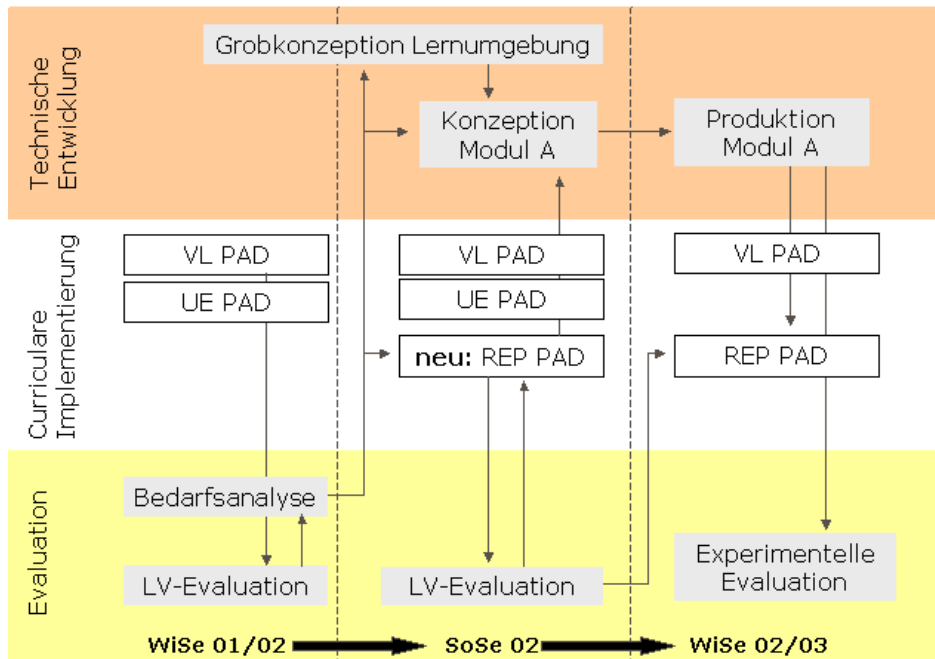 Technische
Entwicklung
Grobkonzeption Lernumgebung
Konzeption
Modul A
Produktion
Modul A
Curriculare
Implementierung
VL PAD
UE PAD
VL PAD
UE PAD
neu: REP PAD
VL PAD
REP PAD
Evaluation
Bedarfsanalyse
LV-Evaluation
LV-Evaluation
Experimentelle
Evaluation
WiSe 01/02
SoSe 02
WiSe 02/03